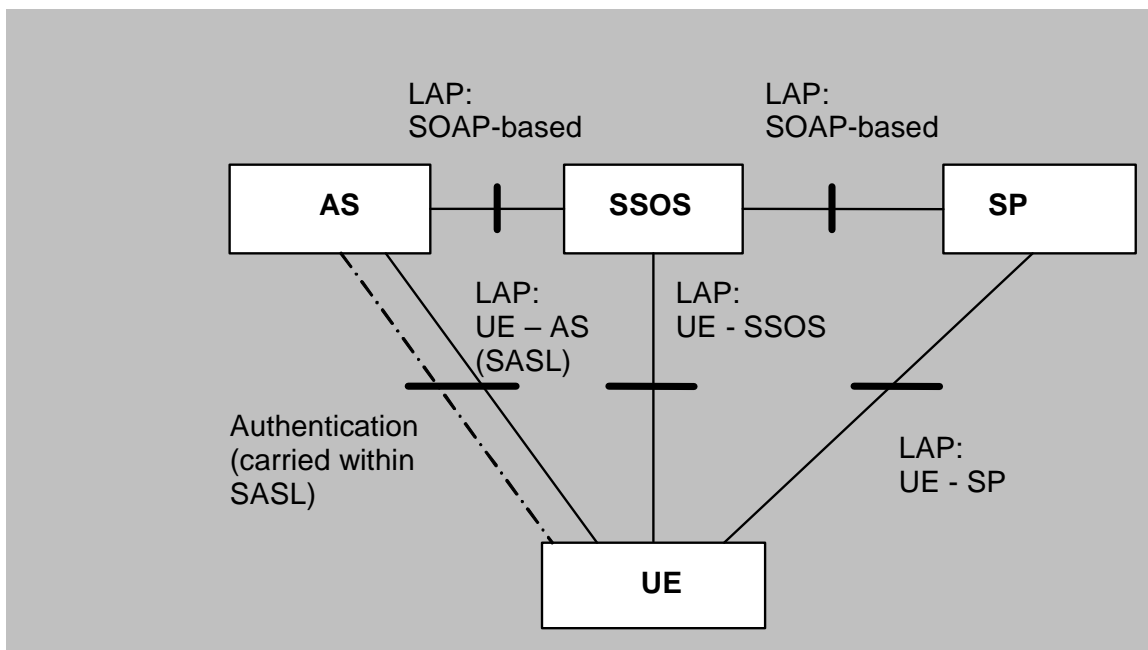 LAP:
SOAP-based
LAP:
SOAP-based
AS
SSOS
SP
LAP:
UE – AS
(SASL)
LAP:
UE - SSOS
Authentication
(carried within
SASL)
LAP:
UE - SP
UE